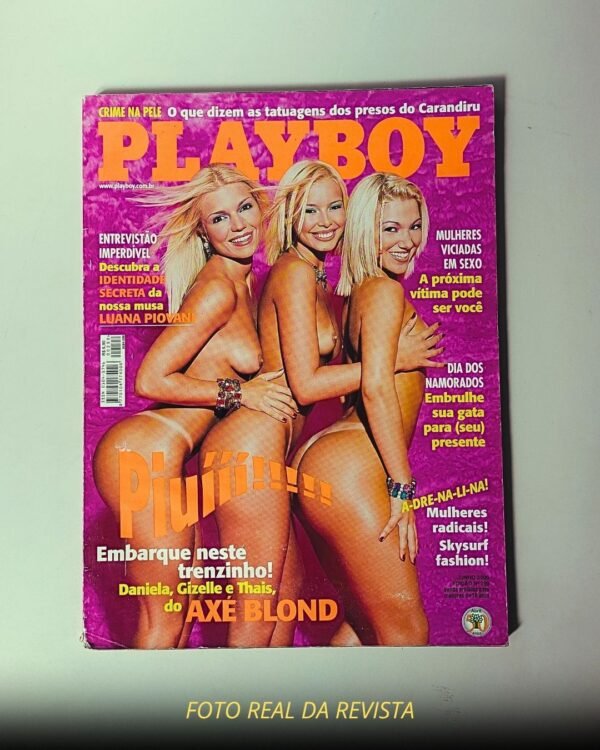 CRIME NA PELE O que dizem as tatuagens dos presos do Carandiru
PLAYBOY
www.playboy.com.br
ENTREVISTÃO
IMPERDÍVEL
Descubra a
IDENTIDADE
SECRETA da
nossa musa
LUANA PIOVANI
MULHERES
VICIADAS
EM SEXO
A próxima
vítima pode
ser você
DIA DOS
NAMORADOS
Embrulhe
sua gata
para (seu)
presente
Piuííí!!!!!!
A-DRE-NA-LI-NA!
Mulheres
radicais!
Skysurf
fashion!
Embarque neste
trenzinho!
Daniela, Gizelle e Thais,
do AXÉ BLOND
FOTO REAL DA REVISTA